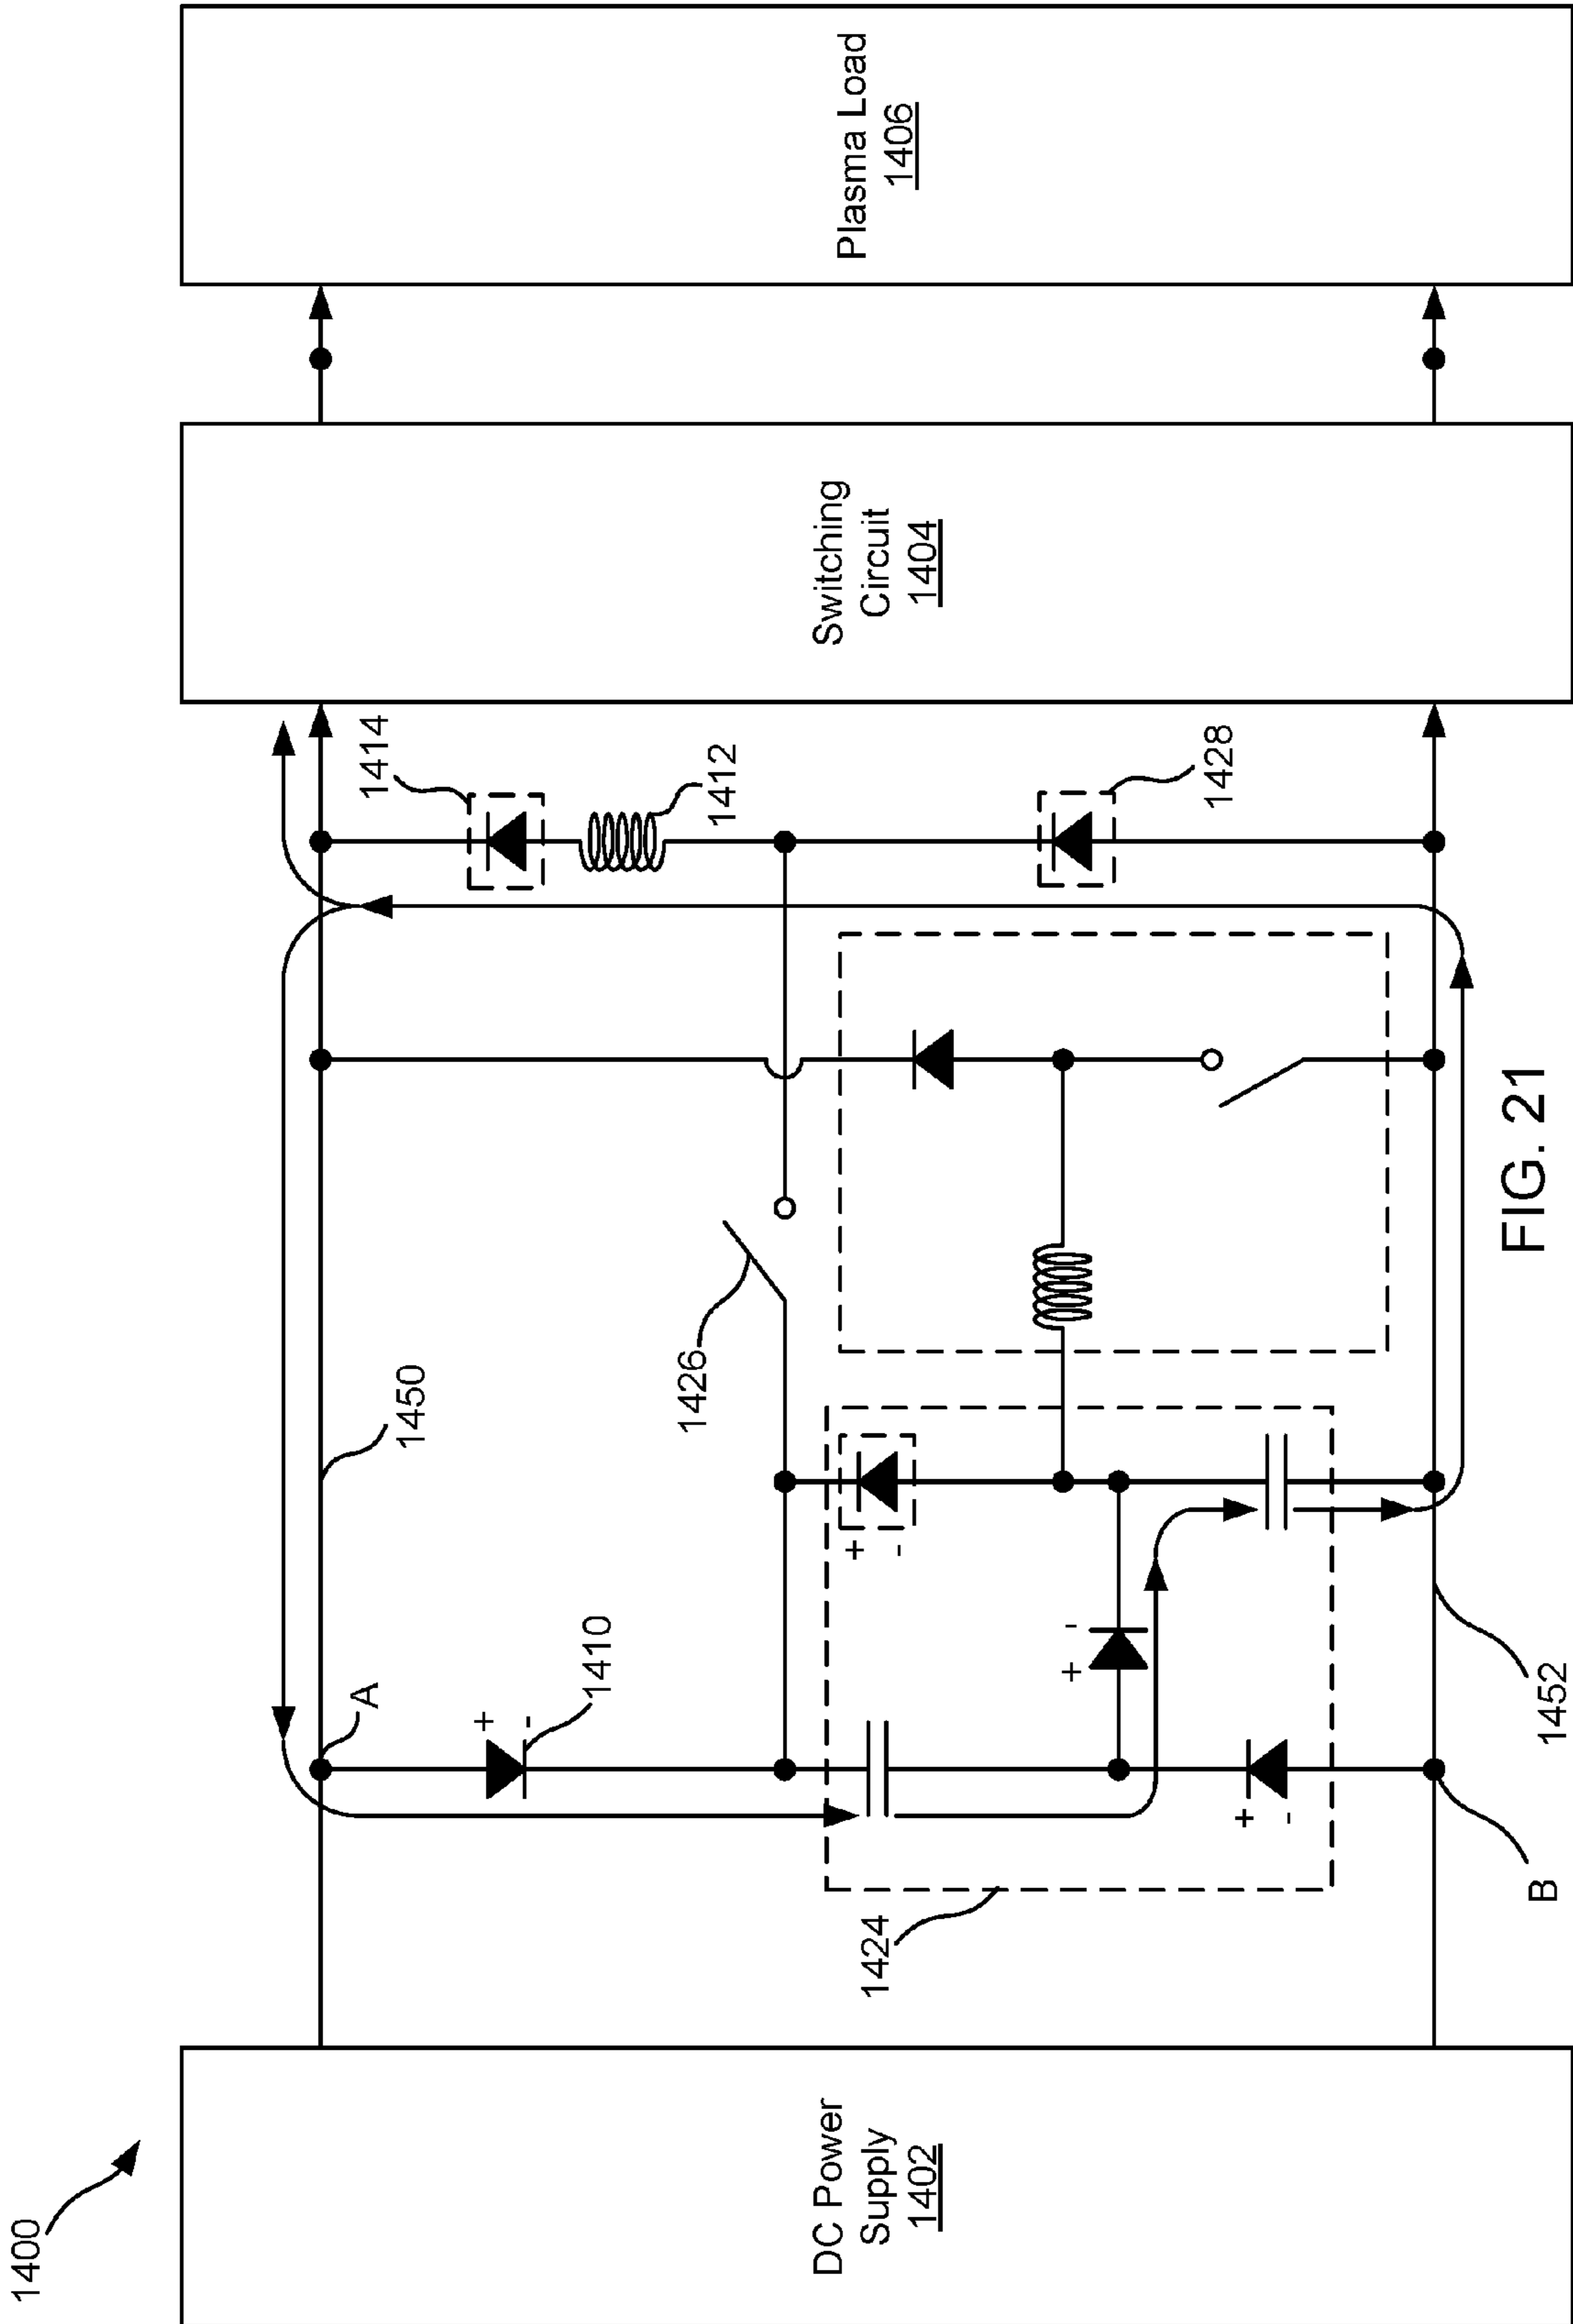 1400
DC Power
Supply
1402
A
1450
+
-
1410
1426
1414
1412
1428
Switching
Circuit
1404
Plasma Load
1406
+
-
+
-
+
-
1424
B
1452
FIG. 21